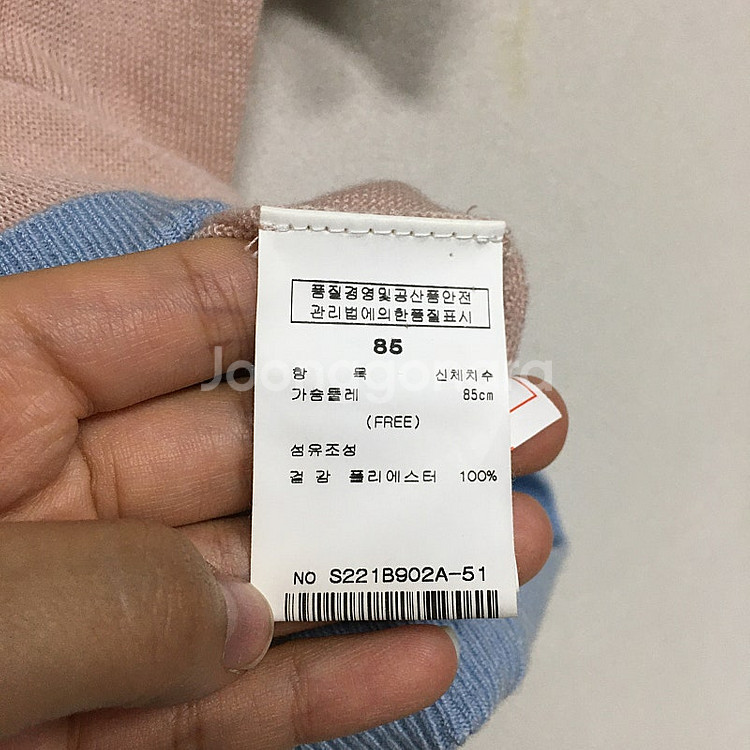 품질경영및공산품안전
관리법에의한품질표시
85
항 목 신체치수
가슴둘레 85cm
(FREE)
섬유조성
겉 감 폴리에스터 100%
NO S221B902A-51
Joonggonara